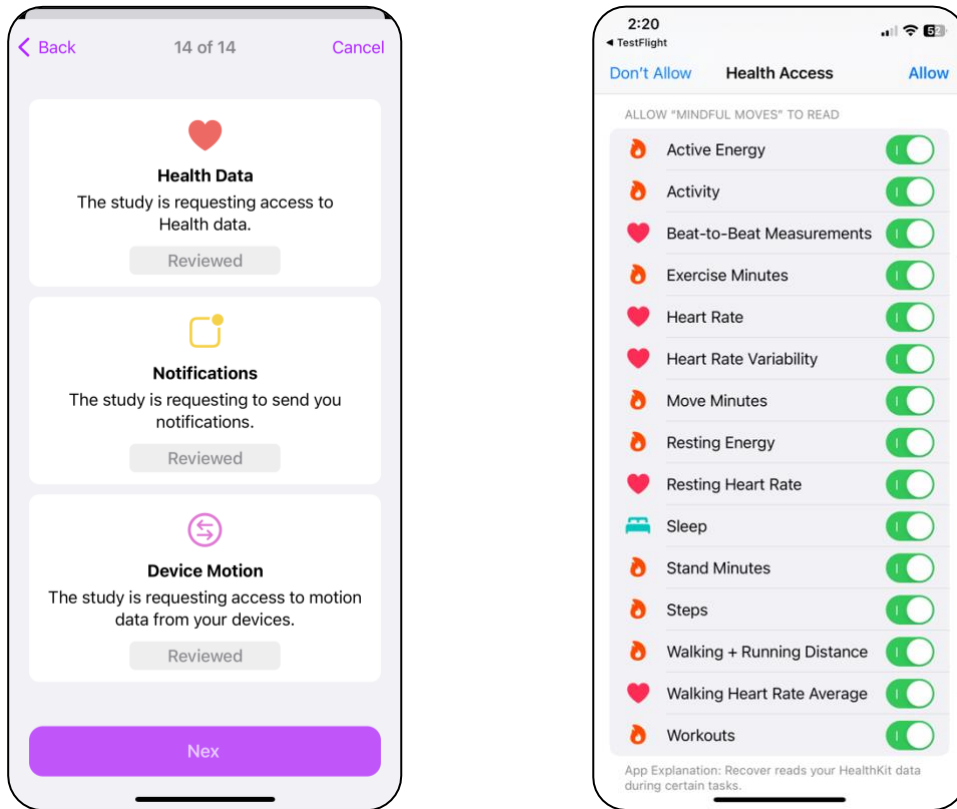 Back
14 of 14
Cancel
Health Data
The study is requesting access to
Health data.
Reviewed
Notifications
The study is requesting to send you
notifications.
Reviewed
Device Motion
The study is requesting access to motion
data from your devices.
Reviewed
Nex
2:20
52
◀ TestFlight
Don't Allow
Health Access
Allow
ALLOW "MINDFUL MOVES" TO READ
Active Energy
Activity
Beat-to-Beat Measurements
Exercise Minutes
Heart Rate
Heart Rate Variability
Move Minutes
Resting Energy
Resting Heart Rate
Sleep
Stand Minutes
Steps
Walking + Running Distance
Walking Heart Rate Average
Workouts
App Explanation: Recover reads your HealthKit data
during certain tasks.